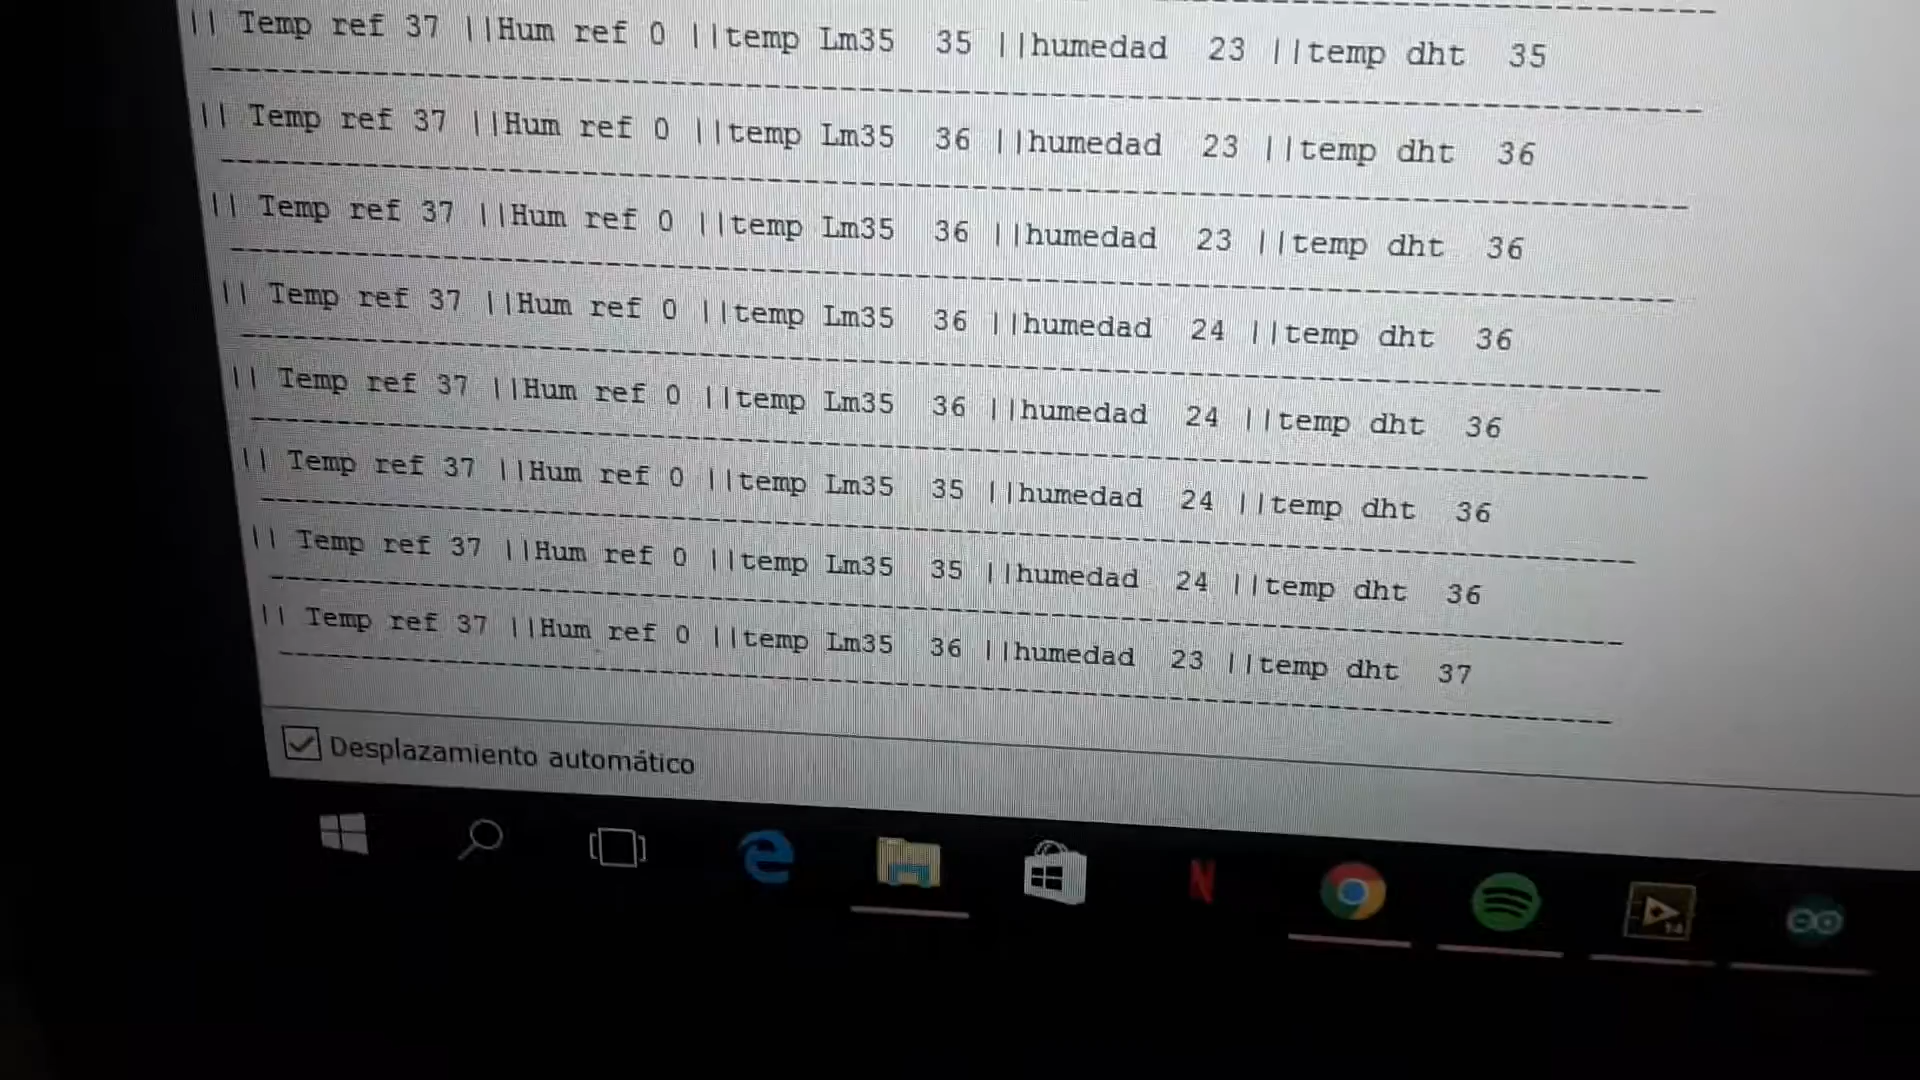 || Temp ref 37 ||Hum ref 0 ||temp Lm35  35 ||humedad  23 ||temp dht  35
--------------------------------------------------------------------------------
|| Temp ref 37 ||Hum ref 0 ||temp Lm35  36 ||humedad  23 ||temp dht  36
--------------------------------------------------------------------------------
|| Temp ref 37 ||Hum ref 0 ||temp Lm35  36 ||humedad  23 ||temp dht  36
--------------------------------------------------------------------------------
|| Temp ref 37 ||Hum ref 0 ||temp Lm35  36 ||humedad  24 ||temp dht  36
--------------------------------------------------------------------------------
|| Temp ref 37 ||Hum ref 0 ||temp Lm35  36 ||humedad  24 ||temp dht  36
--------------------------------------------------------------------------------
|| Temp ref 37 ||Hum ref 0 ||temp Lm35  35 ||humedad  24 ||temp dht  36
--------------------------------------------------------------------------------
|| Temp ref 37 ||Hum ref 0 ||temp Lm35  35 ||humedad  24 ||temp dht  36
--------------------------------------------------------------------------------
|| Temp ref 37 ||Hum ref 0 ||temp Lm35  36 ||humedad  23 ||temp dht  37
--------------------------------------------------------------------------------
Desplazamiento automático
N
14